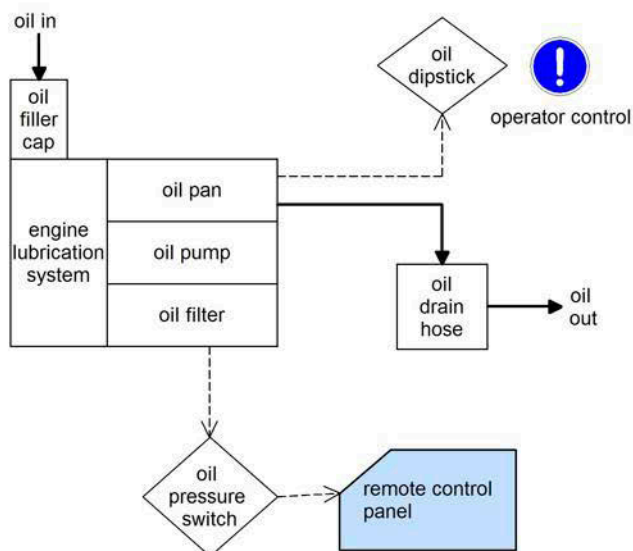 oil in
oil
filler
cap
oil
dipstick
!
operator control
engine
lubrication
system
oil pan
oil pump
oil filter
oil
drain
hose
oil
out
oil
pressure
switch
remote control
panel